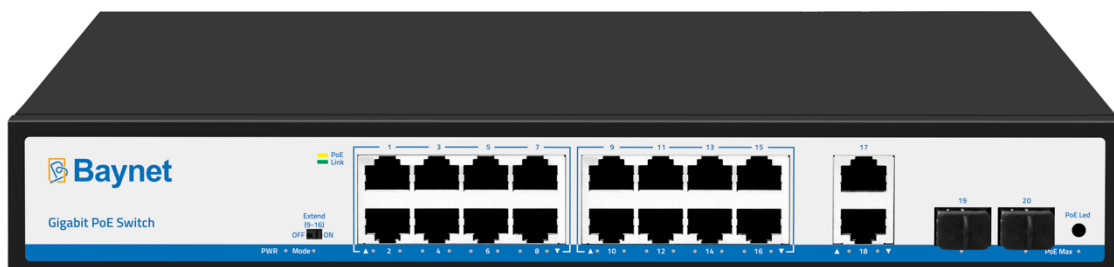 1 3 5 7 9 11 13 15 17
PoE
Link
Baynet
19 20
Gigabit PoE Switch
Extend
(9-16)
OFF ON
PoE Led
PWR Mode ▲ 2 4 6 8 ▼ ▲ 10 12 14 16 ▼ ▲ 18 ▼ PoE Max